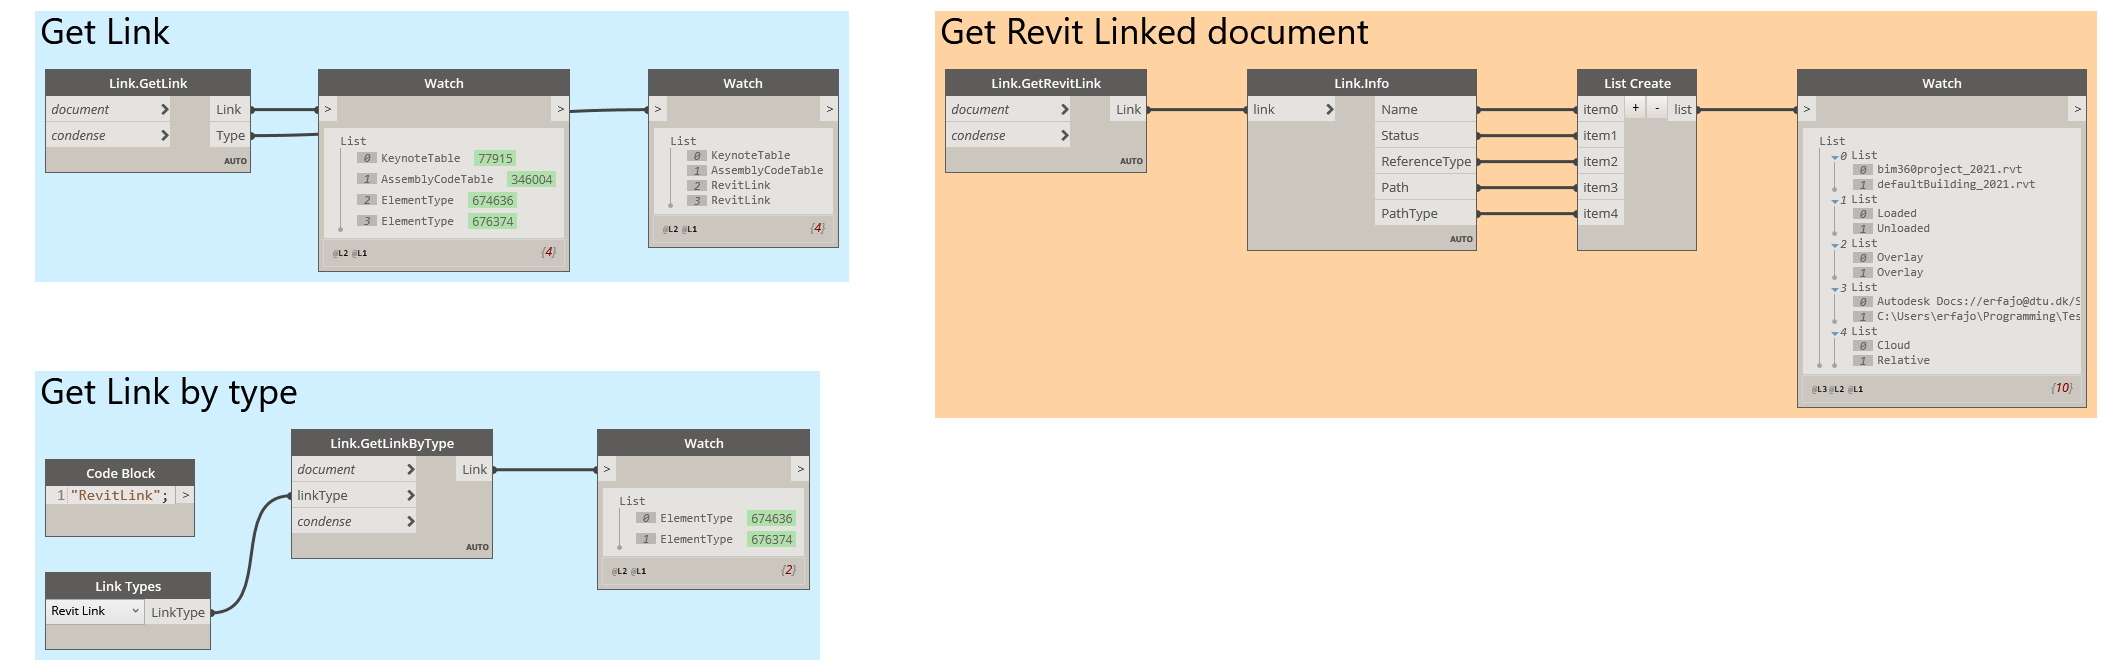 Get Link
Link.GetLink
document > Link
condense > Type
AUTO
Watch
> >
List
0 KeynoteTable 77915
1 AssemblyCodeTable 346004
2 ElementType 674636
3 ElementType 676374
@L2 @L1 {4}
Watch
> >
List
0 KeynoteTable
1 AssemblyCodeTable
2 RevitLink
3 RevitLink
@L2 @L1 {4}
Get Revit Linked document
Link.GetRevitLink
document > Link
condense >
AUTO
Link.Info
link > Name
Status
ReferenceType
Path
PathType
AUTO
List Create
item0 + - list
item1
item2
item3
item4
Watch
> >
List
0 List
0 bim360project_2021.rvt
1 defaultBuilding_2021.rvt
1 List
0 Loaded
1 Unloaded
2 List
0 Overlay
1 Overlay
3 List
0 Autodesk Docs://erfajo@dtu.dk/S
1 C:\Users\erfajo\Programming\Tes
4 List
0 Cloud
1 Relative
@L3 @L2 @L1 {10}
Get Link by type
Code Block
1 "RevitLink"; >
Link Types
Revit Link LinkType
Link.GetLinkByType
document > Link
linkType >
condense >
AUTO
Watch
> >
List
0 ElementType 674636
1 ElementType 676374
@L2 @L1 {2}